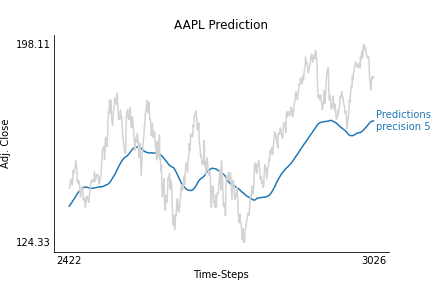 AAPL Prediction
198.11
Predictions
precision 5
Adj. Close
124.33
2422
3026
Time-Steps